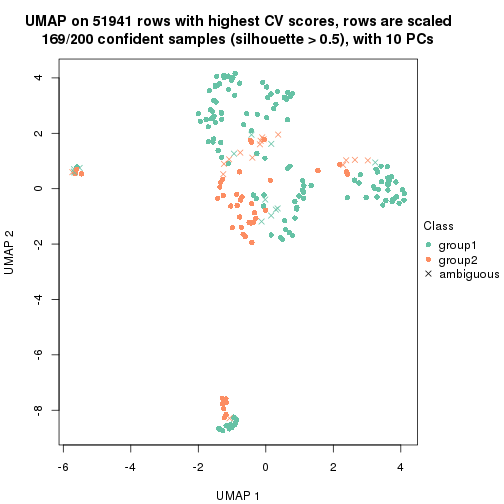 UMAP on 51941 rows with highest CV scores, rows are scaled
169/200 confident samples (silhouette > 0.5), with 10 PCs
4
2
0
-2
-4
-6
-8
UMAP 2
-6
-4
-2
0
2
4
UMAP 1
Class
group1
group2
ambiguous